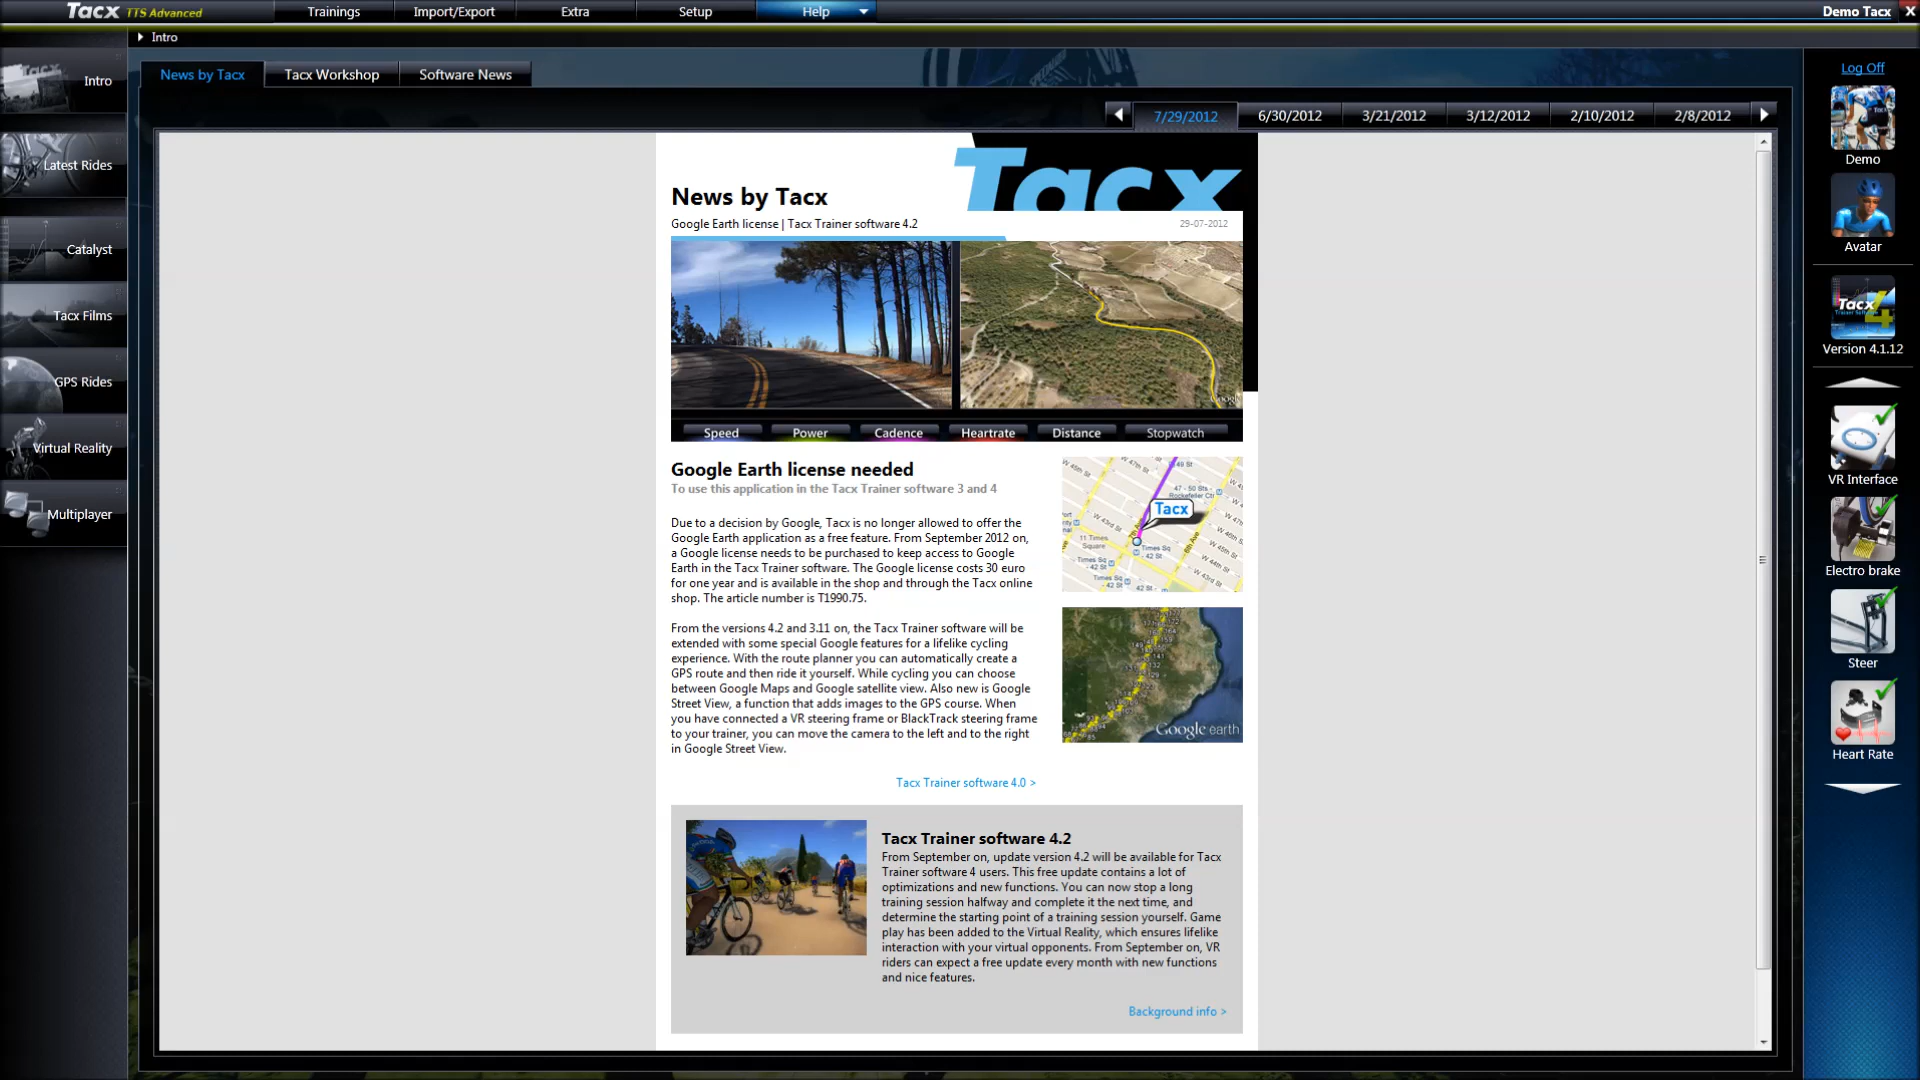 Tacx TTS Advanced
Trainings
Import/Export
Extra
Setup
Help
Demo Tacx
X
Intro
News by Tacx
Tacx Workshop
Software News
Log Off
7/29/2012
6/30/2012
3/21/2012
3/12/2012
2/10/2012
2/8/2012
Intro
Latest Rides
Catalyst
Tacx Films
GPS Rides
Virtual Reality
Multiplayer
Tacx
News by Tacx
Google Earth license | Tacx Trainer software 4.2
29-07-2012
Google
Speed
Power
Cadence
Heartrate
Distance
Stopwatch
Google Earth license needed
To use this application in the Tacx Trainer software 3 and 4
Due to a decision by Google, Tacx is no longer allowed to offer the
Google Earth application as a free feature. From September 2012 on,
a Google license needs to be purchased to keep access to Google
Earth in the Tacx Trainer software. The Google license costs 30 euro
for one year and is available in the shop and through the Tacx online
shop. The article number is T1990.75.
From the versions 4.2 and 3.11 on, the Tacx Trainer software will be
extended with some special Google features for a lifelike cycling
experience. With the route planner you can automatically create a
GPS route and then ride it yourself. While cycling you can choose
between Google Maps and Google satellite view. Also new is Google
Street View, a function that adds images to the GPS course. When
you have connected a VR steering frame or BlackTrack steering frame
to your trainer, you can move the camera to the left and to the right
in Google Street View.
Tacx Trainer software 4.0 >
Tacx
Google earth
Tacx Trainer software 4.2
From September on, update version 4.2 will be available for Tacx
Trainer software 4 users. This free update contains a lot of
optimizations and new functions. You can now stop a long
training session halfway and complete it the next time, and
determine the starting point of a training session yourself. Game
play has been added to the Virtual Reality, which ensures lifelike
interaction with your virtual opponents. From September on, VR
riders can expect a free update every month with new functions
and nice features.
Background info >
Demo
Avatar
Tacx 4
Trainer Software
Version 4.1.12
VR Interface
Electro brake
Steer
Heart Rate